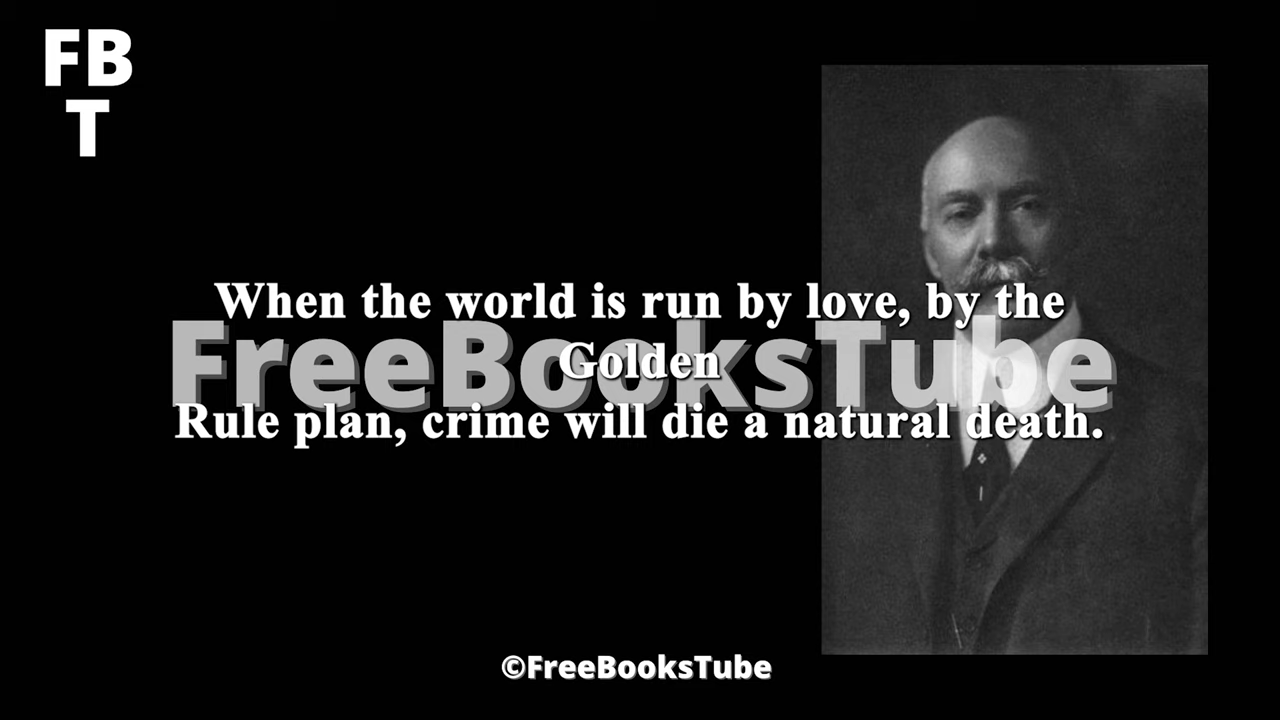 FB
T
When the world is run by love, by the
Golden
FreeBooksTube
Rule plan, crime will die a natural death.
©FreeBooksTube